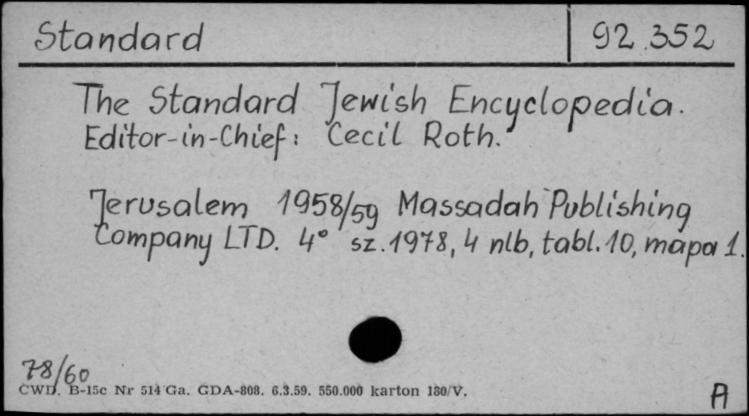 Standard 92.352
The Standard Jewish Encyclopedia.
Editor-in-Chief: Cecil Roth.
Jerusalem 1958/59 Massadah Publishing
Company LTD. 4° sz. 1978, 4 nlb, tabl. 10, mapa 1.
78/60
CWD. B-15c Nr 514 Ga. GDA-808. 6.3.59. 550.000 karton 180/V.
A